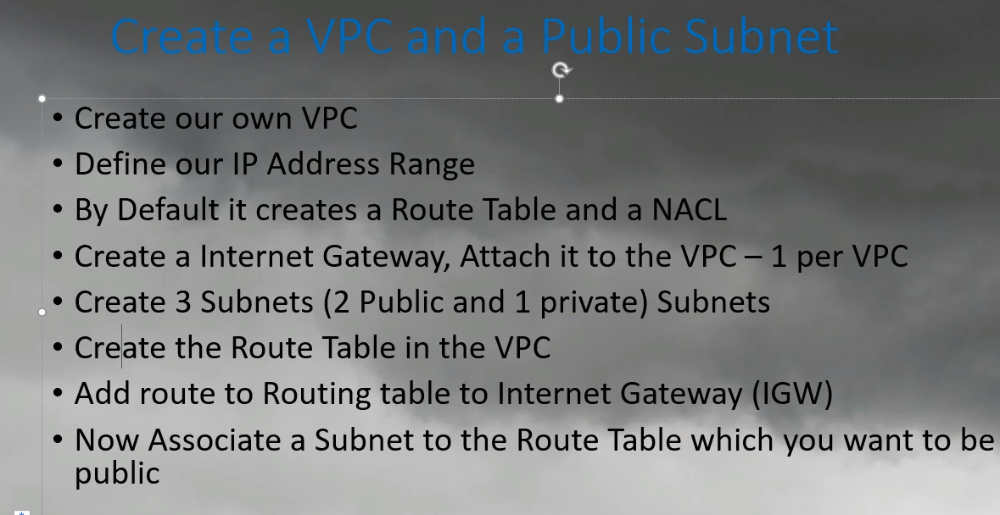 Create a VPC and a Public Subnet
• Create our own VPC
• Define our IP Address Range
• By Default it creates a Route Table and a NACL
• Create a Internet Gateway, Attach it to the VPC – 1 per VPC
• Create 3 Subnets (2 Public and 1 private) Subnets
• Create the Route Table in the VPC
• Add route to Routing table to Internet Gateway (IGW)
• Now Associate a Subnet to the Route Table which you want to be
public